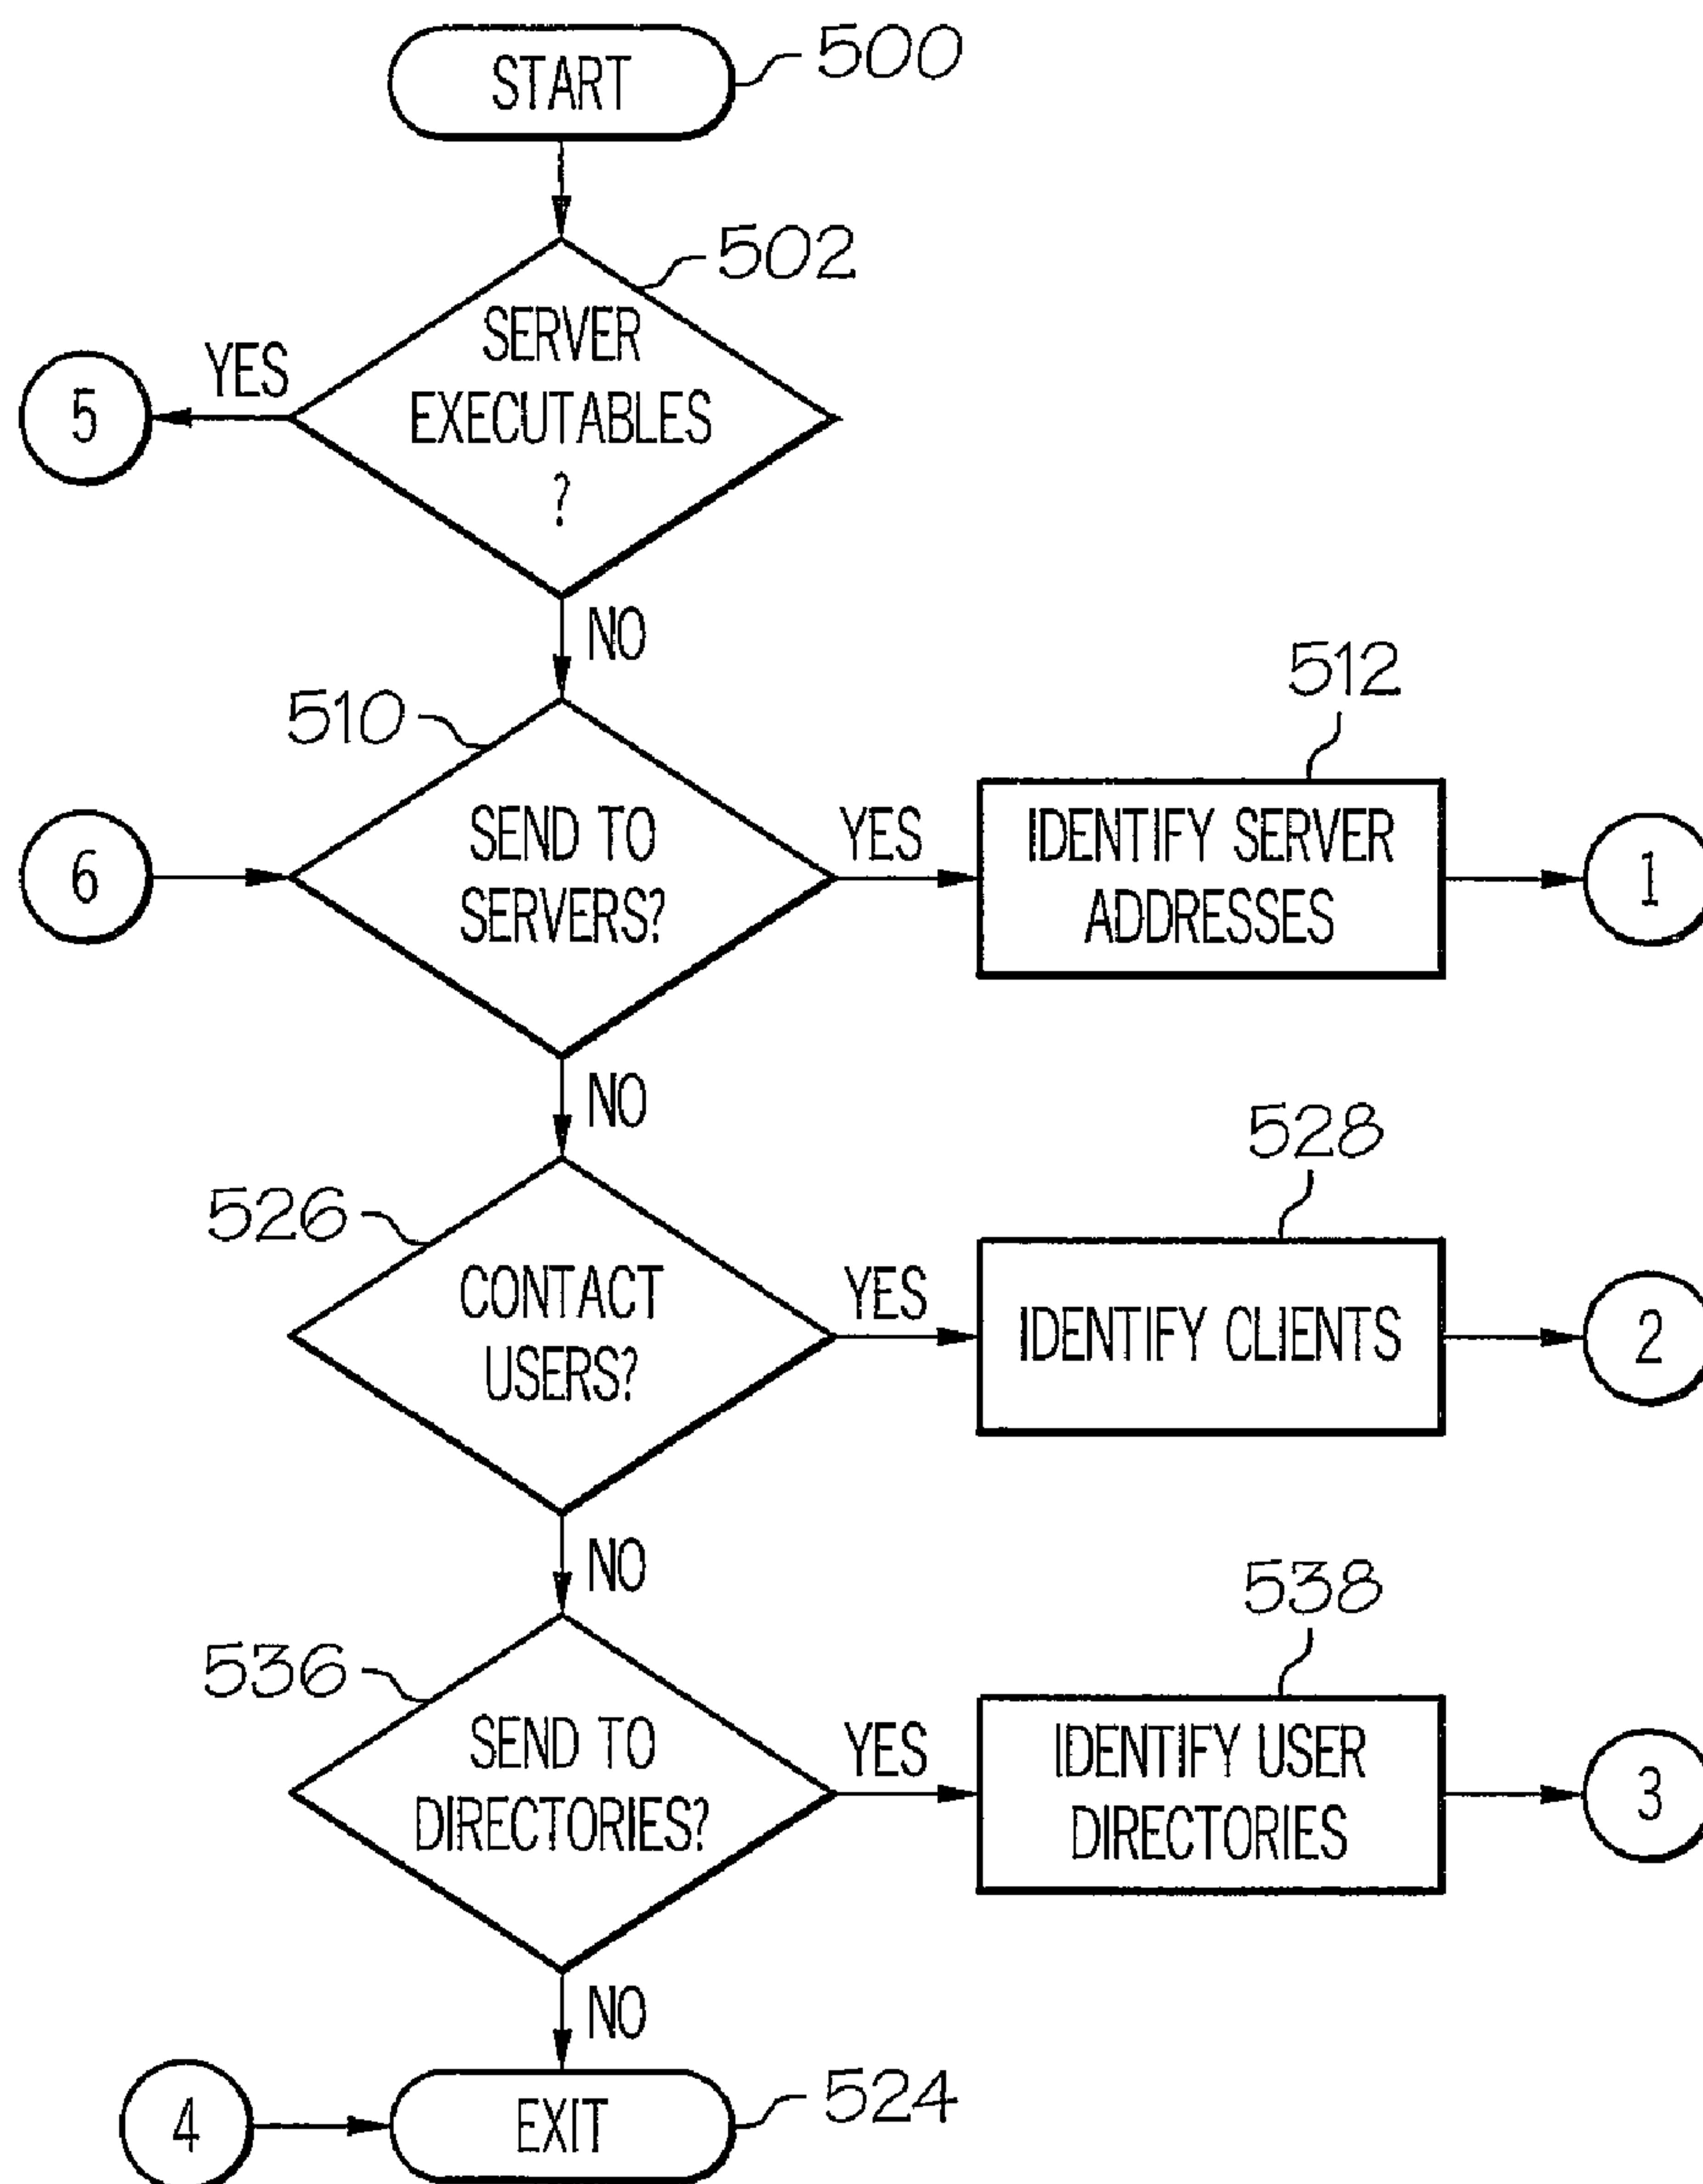 START
500
502
SERVER
EXECUTABLES
?
YES
5
NO
510
512
6
SEND TO
SERVERS?
YES
IDENTIFY SERVER
ADDRESSES
1
NO
526
528
CONTACT
USERS?
YES
IDENTIFY CLIENTS
2
NO
536
538
SEND TO
DIRECTORIES?
YES
IDENTIFY USER
DIRECTORIES
3
NO
4
EXIT
524